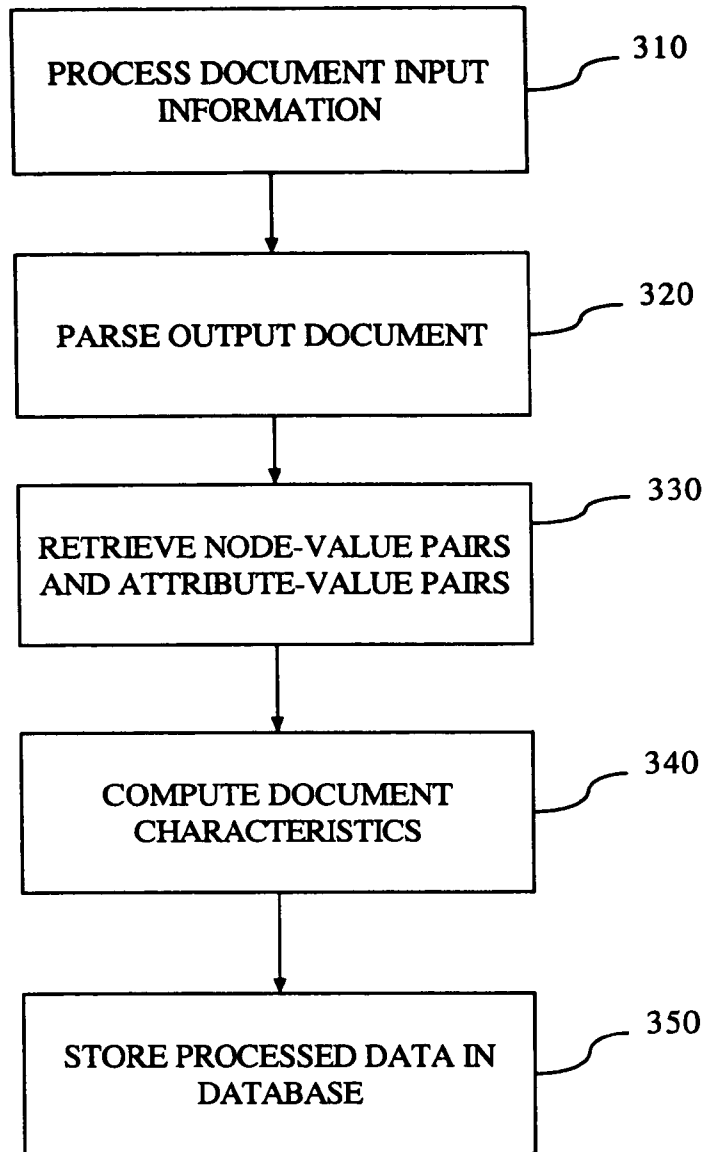 310
PROCESS DOCUMENT INPUT
INFORMATION
320
PARSE OUTPUT DOCUMENT
330
RETRIEVE NODE-VALUE PAIRS
AND ATTRIBUTE-VALUE PAIRS
340
COMPUTE DOCUMENT
CHARACTERISTICS
350
STORE PROCESSED DATA IN
DATABASE